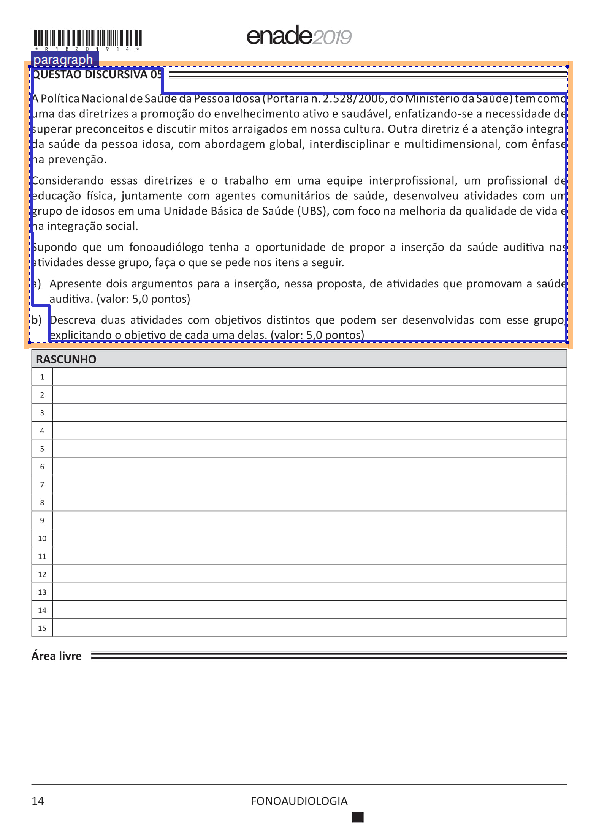 enade2019
paragraph
QUESTÃO DISCURSIVA 05
A Política Nacional de Saúde da Pessoa Idosa (Portaria n. 2.528/2006, do Ministério da Saúde) tem como
uma das diretrizes a promoção do envelhecimento ativo e saudável, enfatizando-se a necessidade de
superar preconceitos e discutir mitos arraigados em nossa cultura. Outra diretriz é a atenção integral
da saúde da pessoa idosa, com abordagem global, interdisciplinar e multidimensional, com ênfase
na prevenção.
Considerando essas diretrizes e o trabalho em uma equipe interprofissional, um profissional de
educação física, juntamente com agentes comunitários de saúde, desenvolveu atividades com um
grupo de idosos em uma Unidade Básica de Saúde (UBS), com foco na melhoria da qualidade de vida e
na integração social.
Supondo que um fonoaudiólogo tenha a oportunidade de propor a inserção da saúde auditiva nas
atividades desse grupo, faça o que se pede nos itens a seguir.
a) Apresente dois argumentos para a inserção, nessa proposta, de atividades que promovam a saúde
auditiva. (valor: 5,0 pontos)
b) Descreva duas atividades com objetivos distintos que podem ser desenvolvidas com esse grupo,
explicitando o objetivo de cada uma delas. (valor: 5,0 pontos)
RASCUNHO
1
2
3
4
5
6
7
8
9
10
11
12
13
14
15
Área livre
14 FONOAUDIOLOGIA